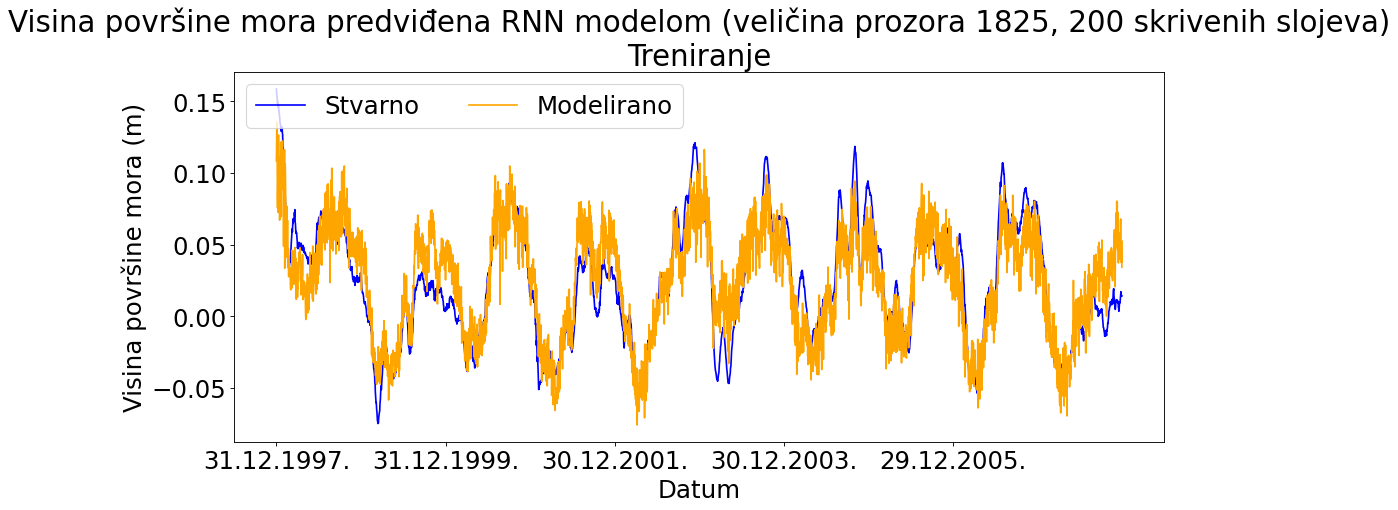 Visina površine mora predviđena RNN modelom (veličina prozora 1825, 200 skrivenih slojeva)
Treniranje
Stvarno Modelirano
Visina površine mora (m)
0.15
0.10
0.05
0.00
−0.05
31.12.1997. 31.12.1999. 30.12.2001. 30.12.2003. 29.12.2005.
Datum